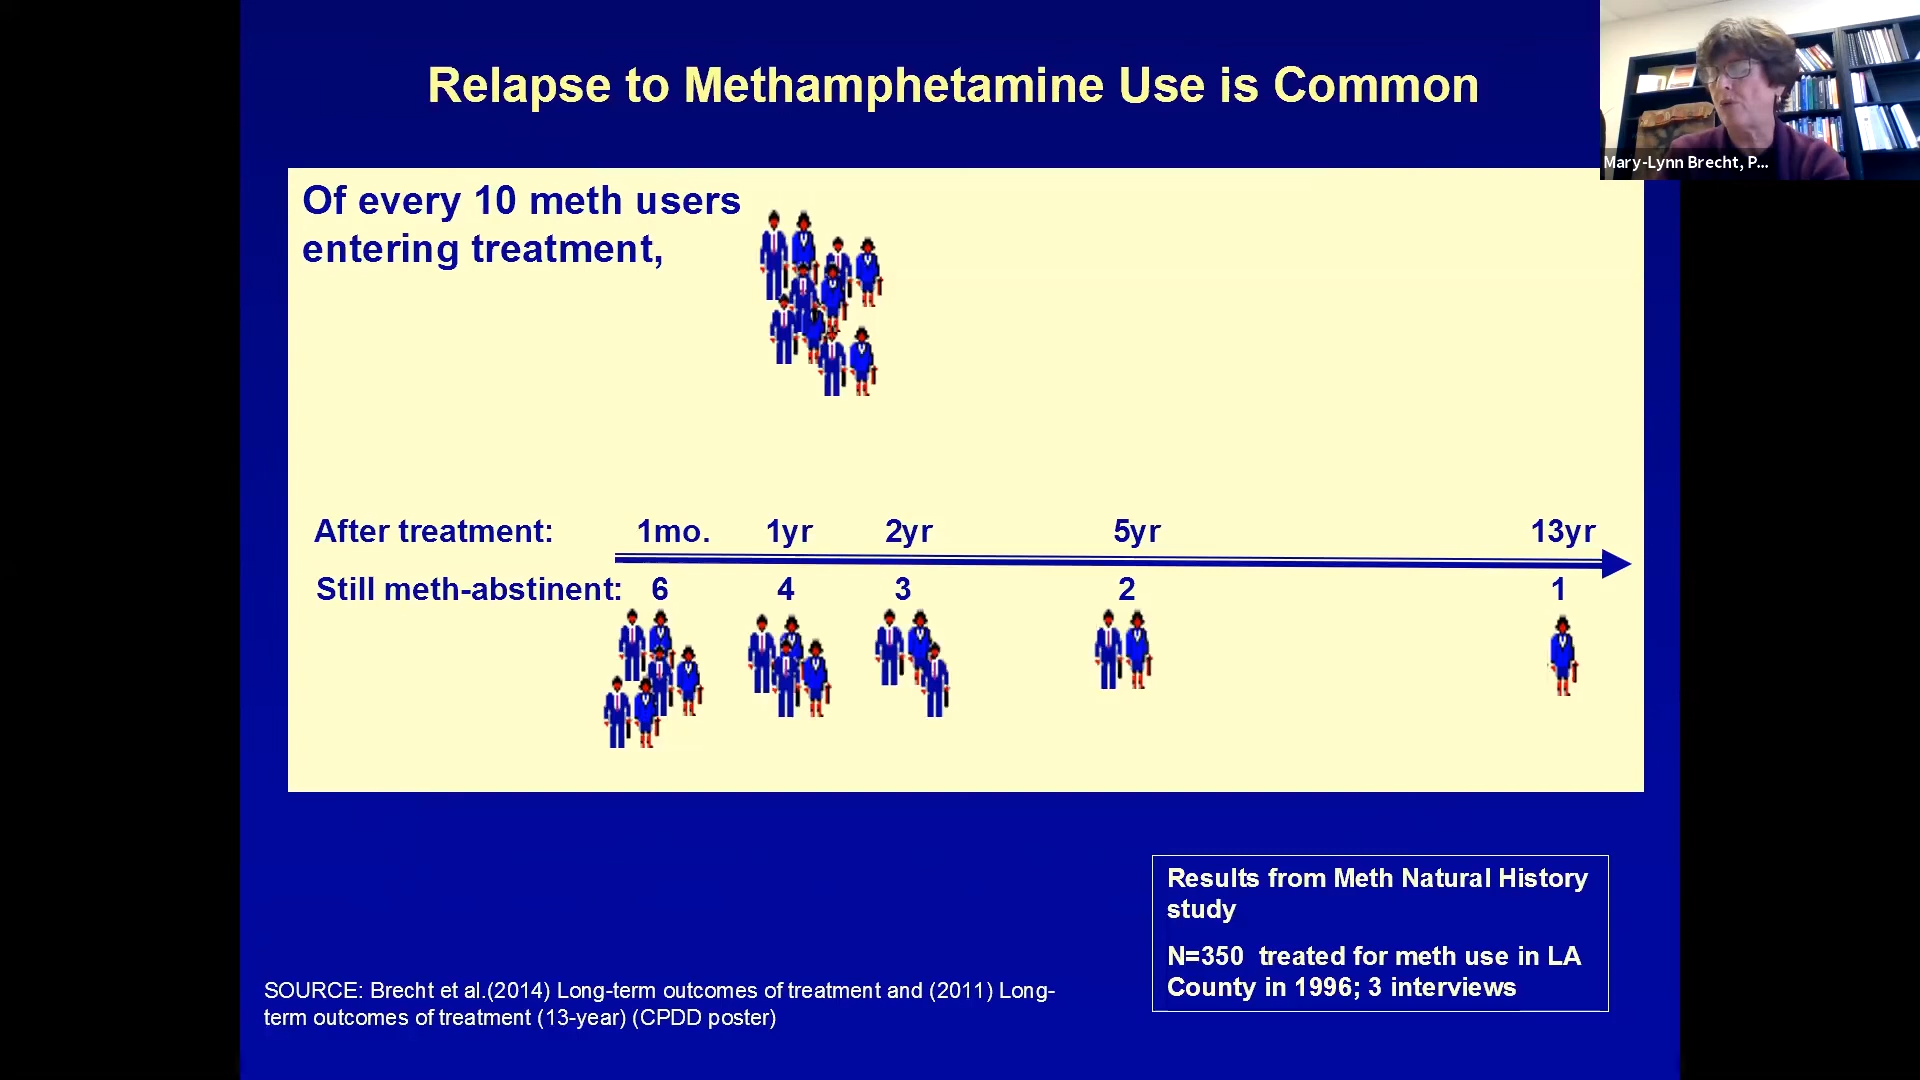 Relapse to Methamphetamine Use is Common
Mary-Lynn Brecht, P...
Of every 10 meth users
entering treatment,
After treatment: 1mo. 1yr 2yr 5yr 13yr
Still meth-abstinent: 6 4 3 2 1
Results from Meth Natural History
study
N=350 treated for meth use in LA
County in 1996; 3 interviews
SOURCE: Brecht et al.(2014) Long-term outcomes of treatment and (2011) Long-
term outcomes of treatment (13-year) (CPDD poster)